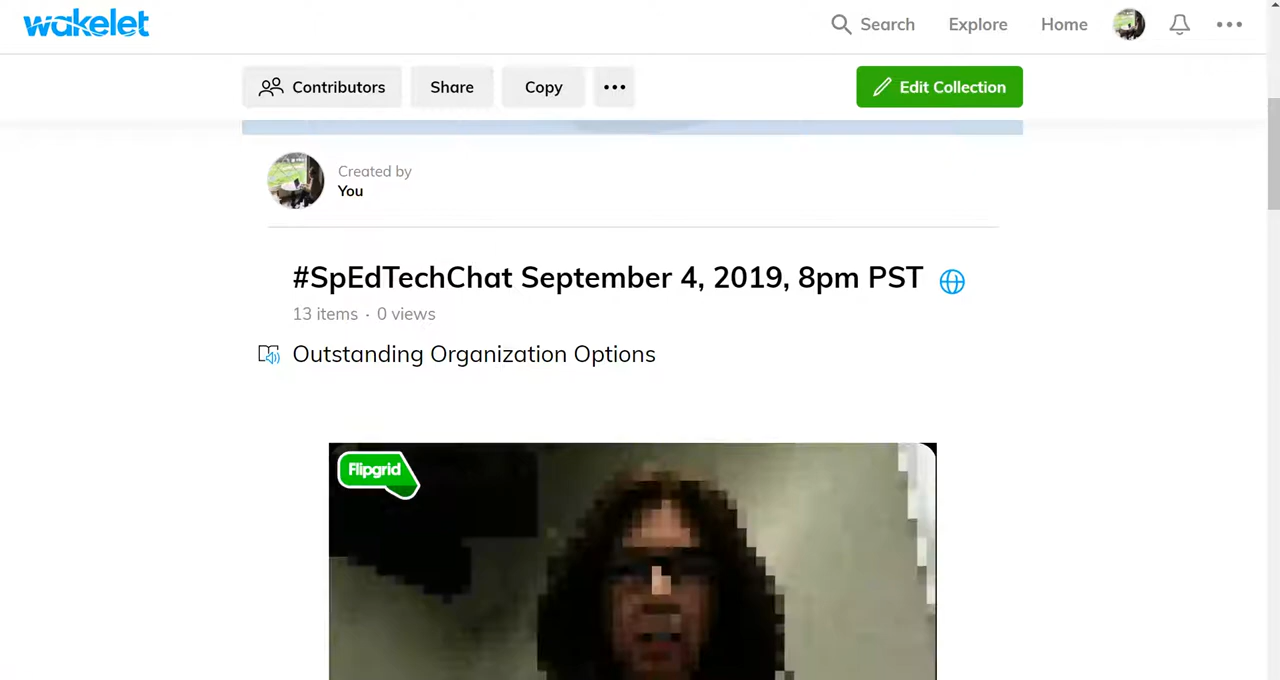 wakelet
Search Explore Home
Contributors Share Copy Edit Collection
Created by
You
#SpEdTechChat September 4, 2019, 8pm PST
13 items · 0 views
Outstanding Organization Options
Flipgrid